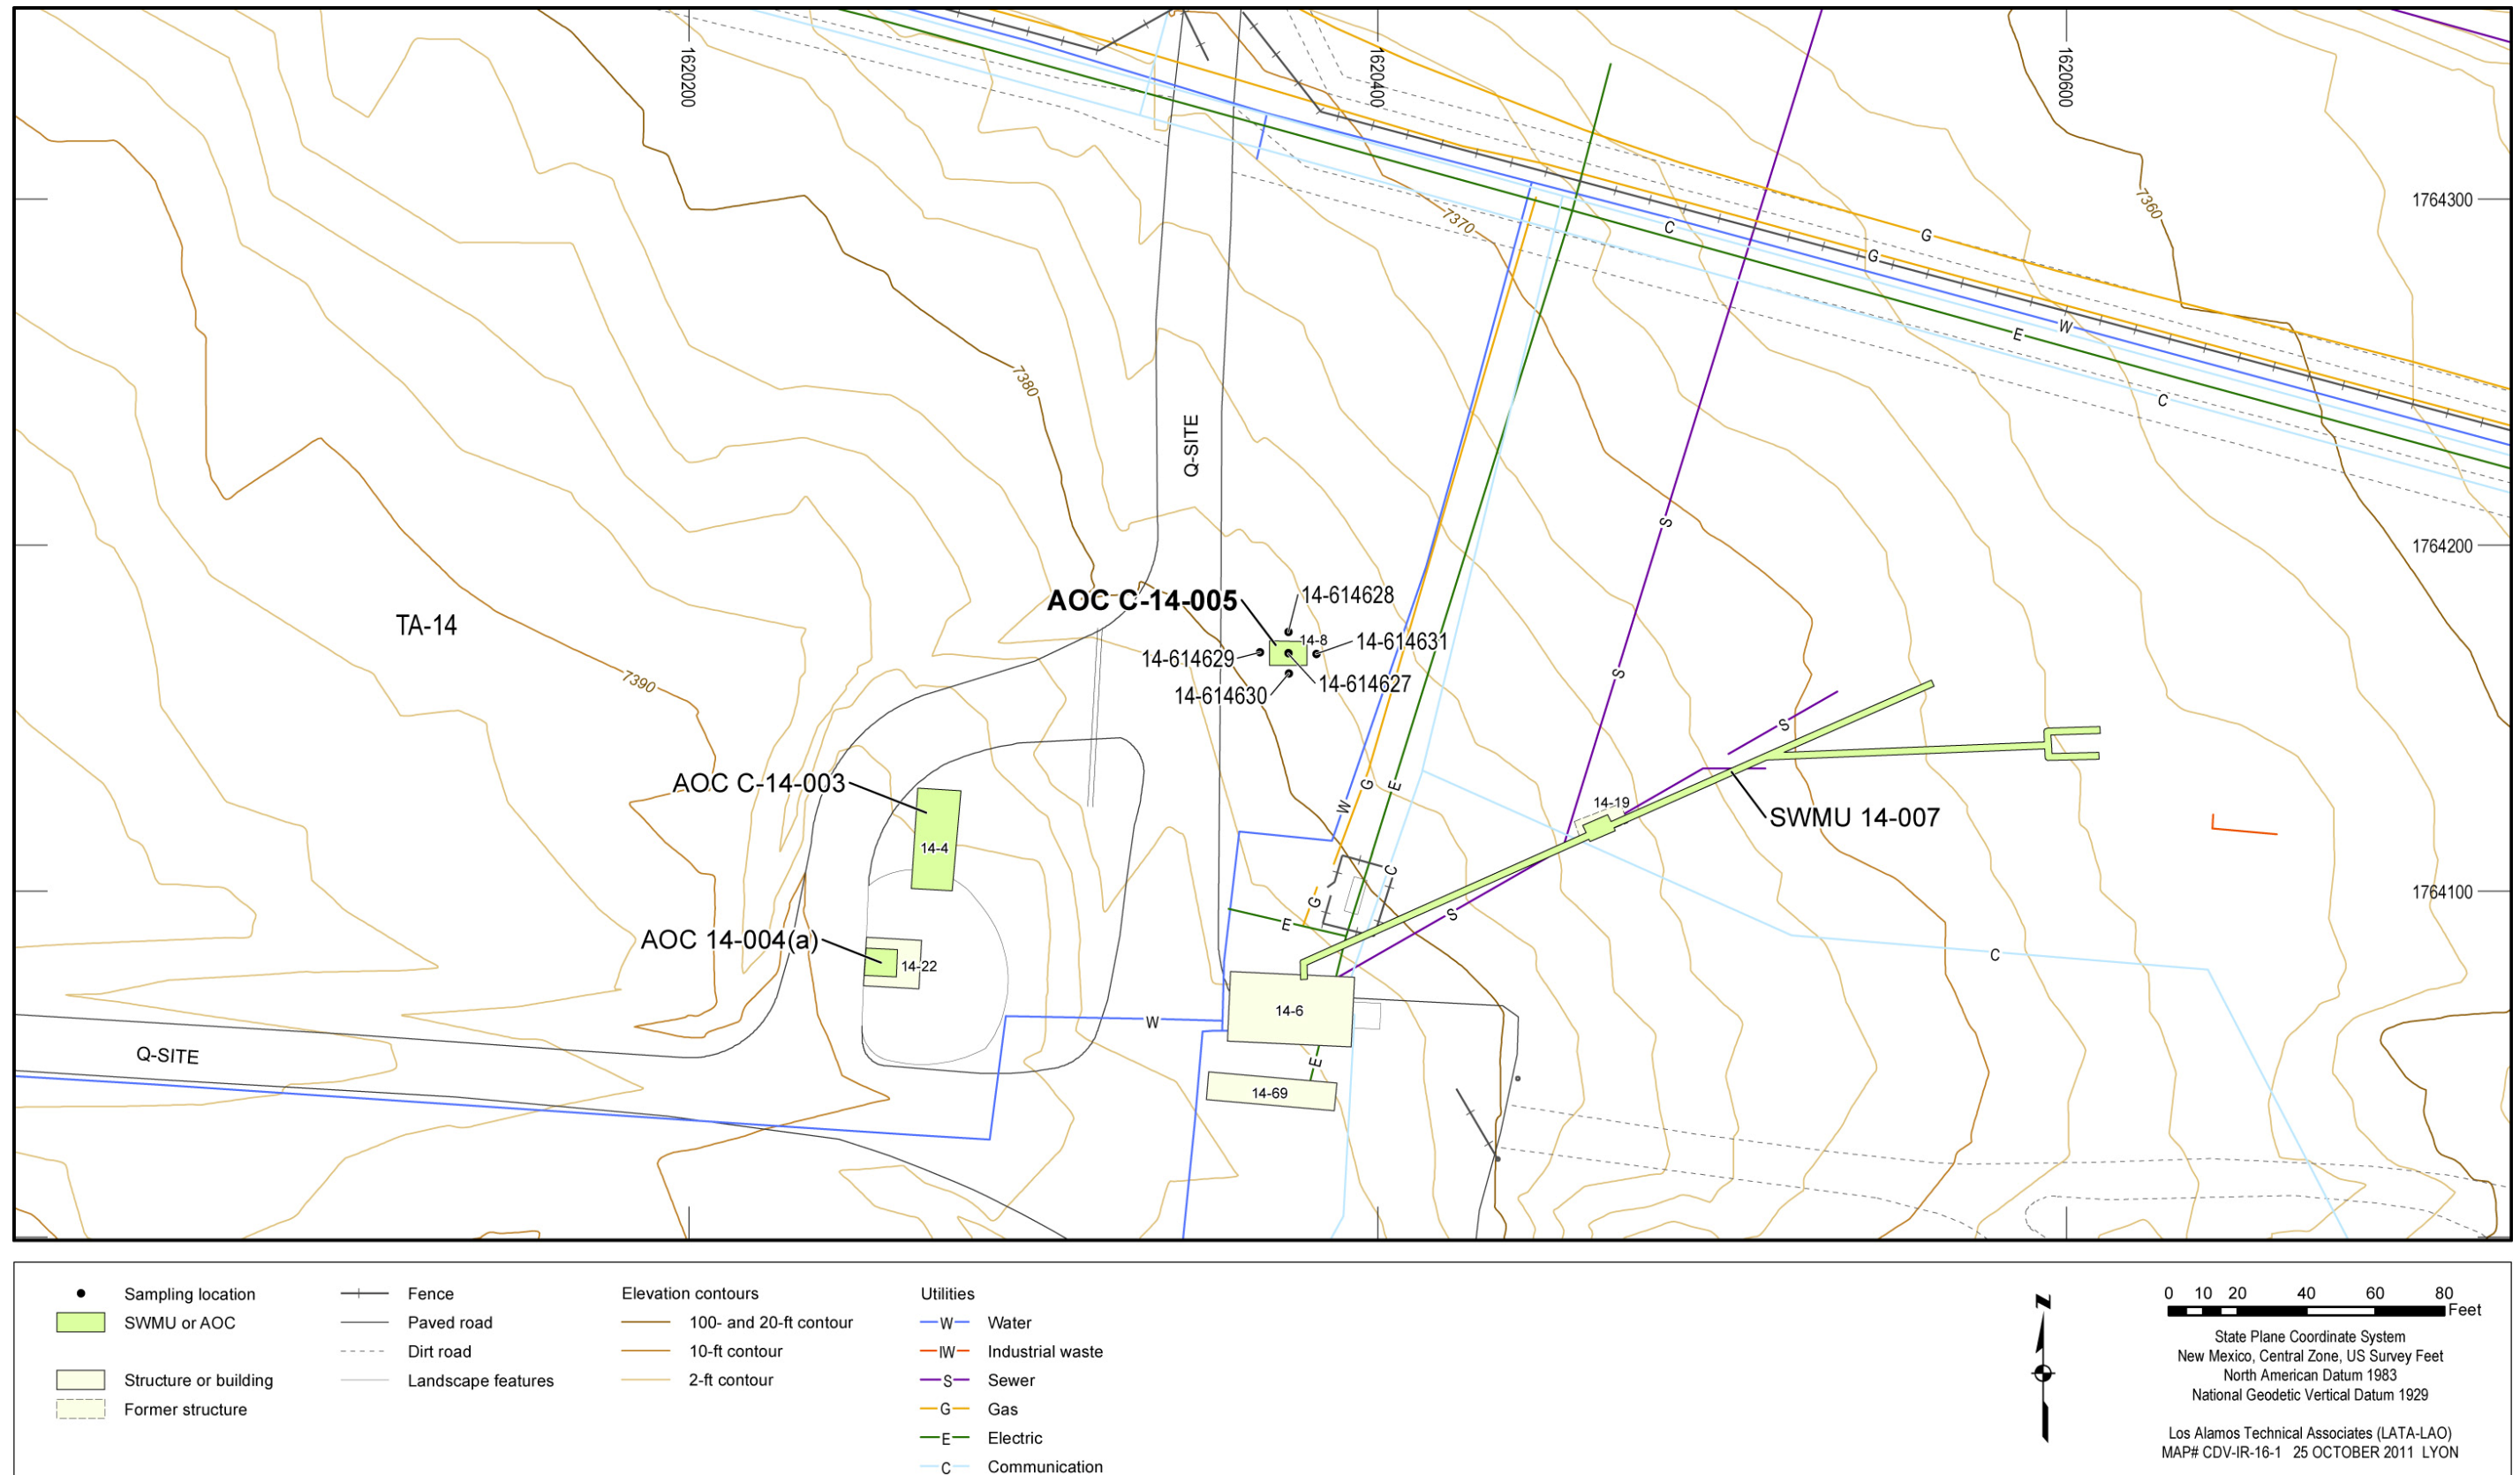 1620200
1620400
1620600
7360
1764300
7370
C
G
G
W
E
C
7380
Q-SITE
S
1764200
AOC C-14-005
14-614628
14-8
14-614631
14-614629
14-614627
14-614630
TA-14
7390
S
S
AOC C-14-003
W
G
E
14-19
SWMU 14-007
14-4
C
1764100
G
S
E
AOC 14-004(a)
14-22
C
14-6
W
Q-SITE
E
14-69
Sampling location
SWMU or AOC
Structure or building
Former structure
Fence
Paved road
Dirt road
Landscape features
Elevation contours
100- and 20-ft contour
10-ft contour
2-ft contour
Utilities
W Water
IW Industrial waste
S Sewer
G Gas
E Electric
C Communication
N
0 10 20 40 60 80
Feet
State Plane Coordinate System
New Mexico, Central Zone, US Survey Feet
North American Datum 1983
National Geodetic Vertical Datum 1929
Los Alamos Technical Associates (LATA-LAO)
MAP# CDV-IR-16-1 25 OCTOBER 2011 LYON